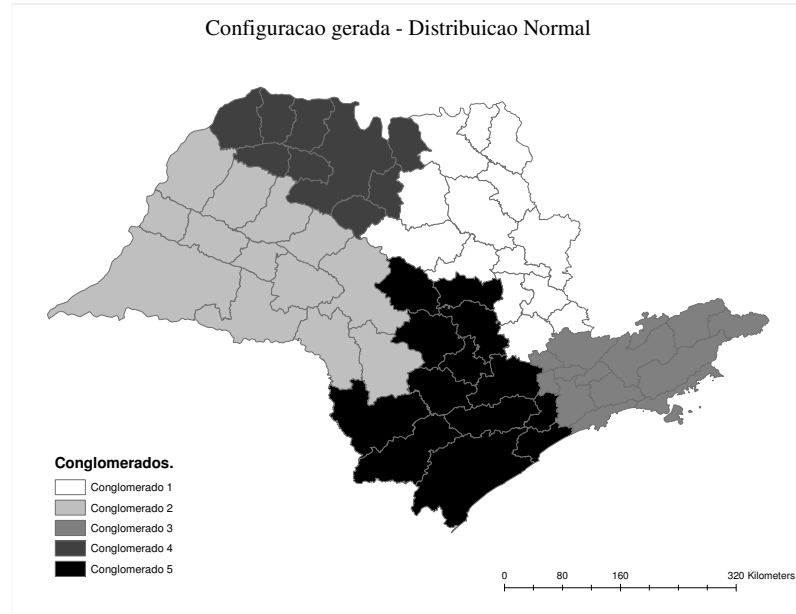 Configuracao gerada - Distribuicao Normal
Conglomerados.
Conglomerado 1
Conglomerado 2
Conglomerado 3
Conglomerado 4
Conglomerado 5
0 80 160 320 Kilometers